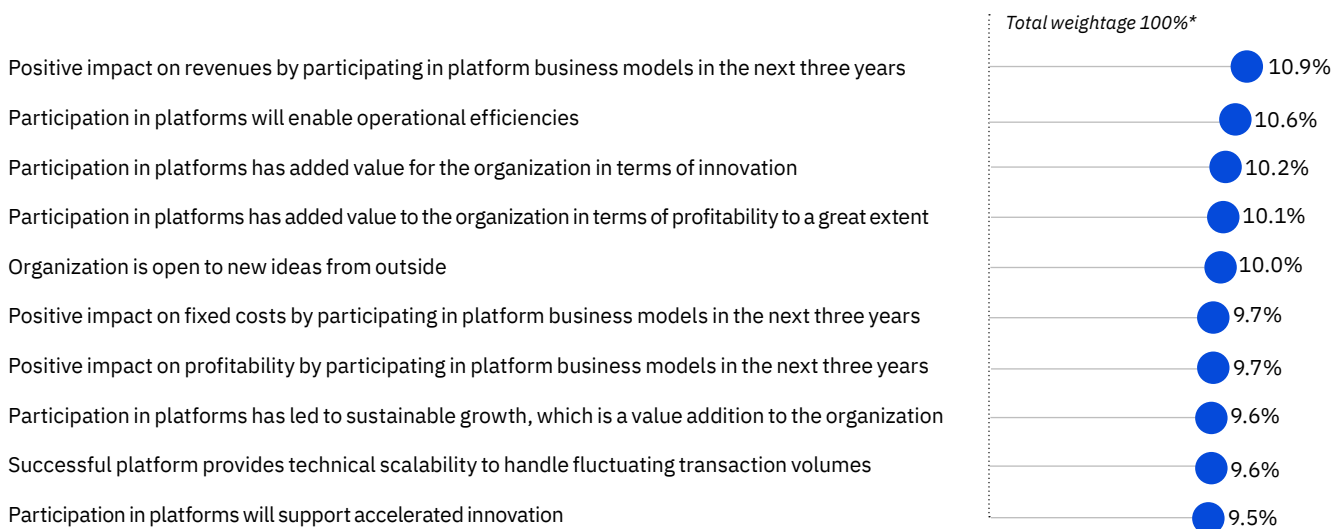 Total weightage 100%*
Positive impact on revenues by participating in platform business models in the next three years 10.9%
Participation in platforms will enable operational efficiencies 10.6%
Participation in platforms has added value for the organization in terms of innovation 10.2%
Participation in platforms has added value to the organization in terms of profitability to a great extent 10.1%
Organization is open to new ideas from outside 10.0%
Positive impact on fixed costs by participating in platform business models in the next three years 9.7%
Positive impact on profitability by participating in platform business models in the next three years 9.7%
Participation in platforms has led to sustainable growth, which is a value addition to the organization 9.6%
Successful platform provides technical scalability to handle fluctuating transaction volumes 9.6%
Participation in platforms will support accelerated innovation 9.5%